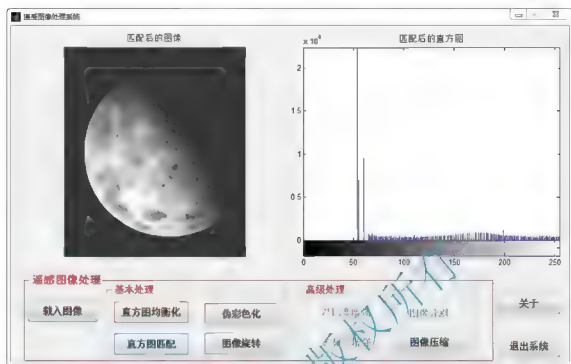 遥感图像处理系统
匹配后的图像
匹配后的直方图
x 10⁴
2
1.5
1
0.5
0
0 50 100 150 200 250
遥感图像处理
基本处理
高级处理
载入图像
直方图均衡化
伪彩色化
关于
直方图匹配
图像旋转
图像压缩
退出系统
版权所有